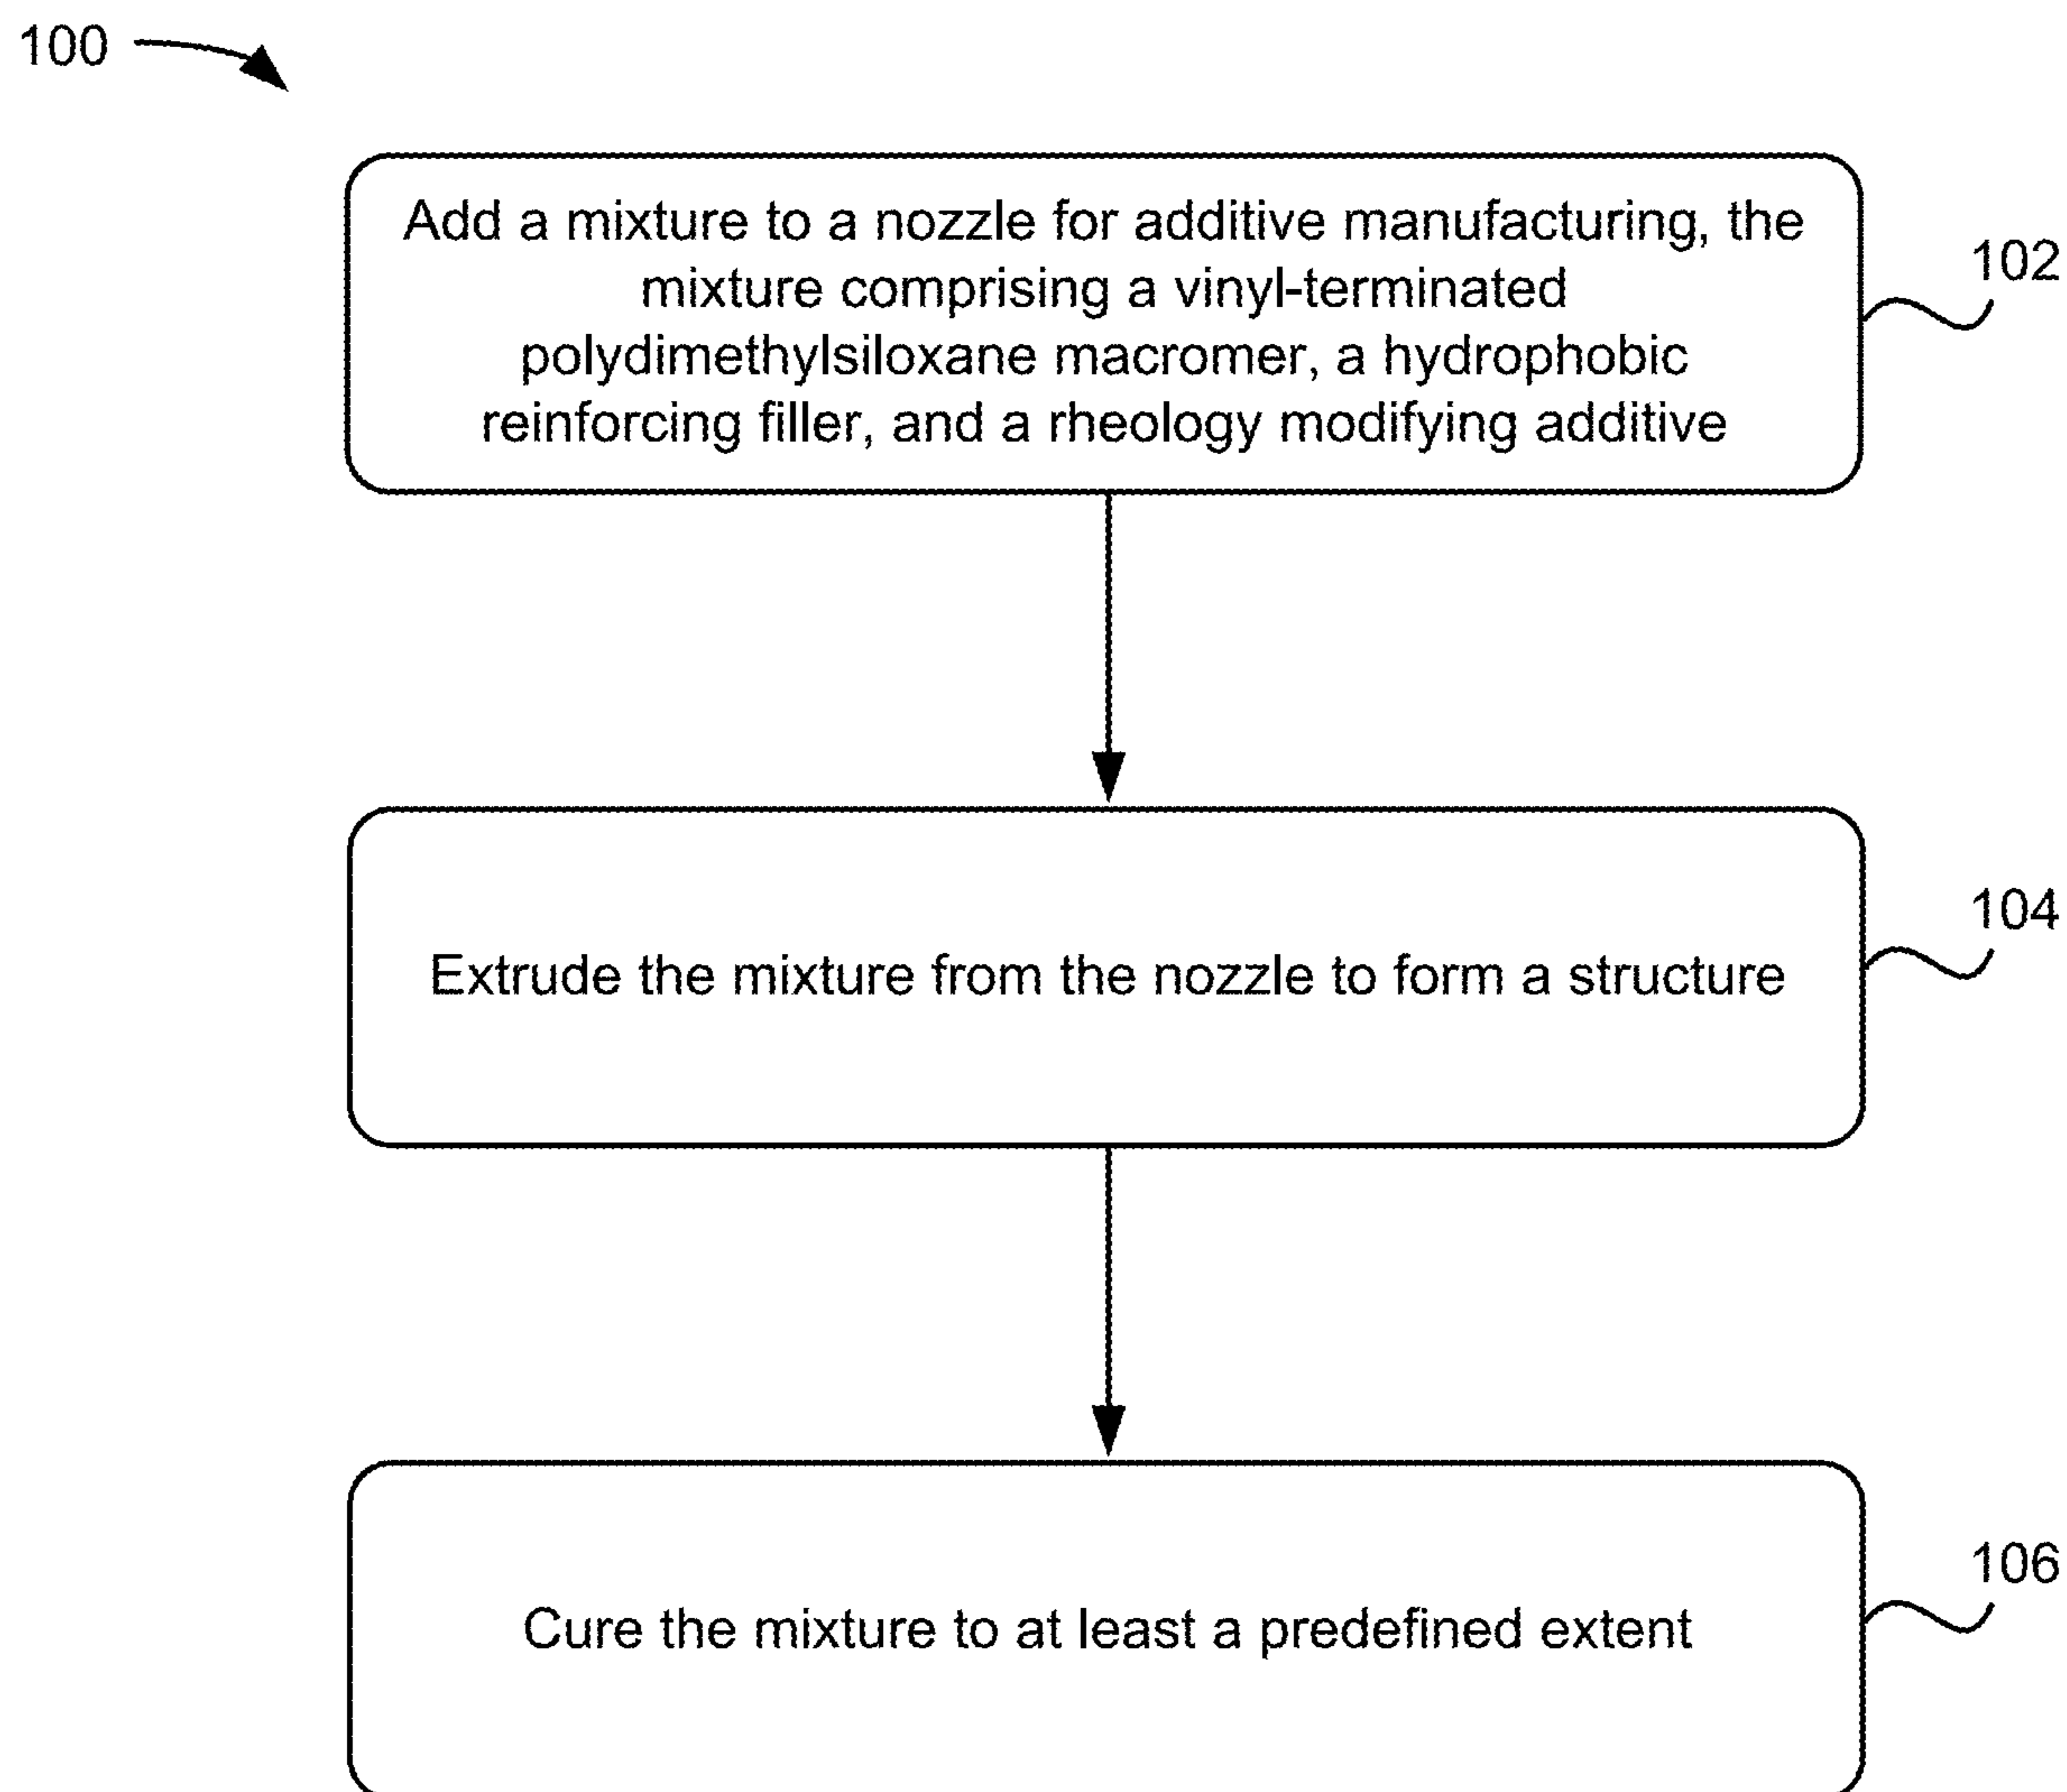 100
Add a mixture to a nozzle for additive manufacturing, the
mixture comprising a vinyl-terminated
polydimethylsiloxane macromer, a hydrophobic
reinforcing filler, and a rheology modifying additive
102
Extrude the mixture from the nozzle to form a structure
104
Cure the mixture to at least a predefined extent
106